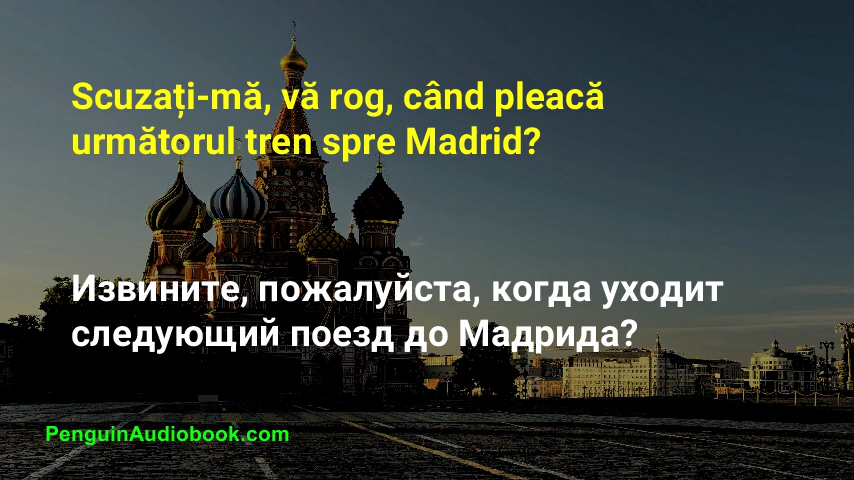 Scuzați-mă, vă rog, când pleacă
următorul tren spre Madrid?
Извините, пожалуйста, когда уходит
следующий поезд до Мадрида?
PenguinAudiobook.com